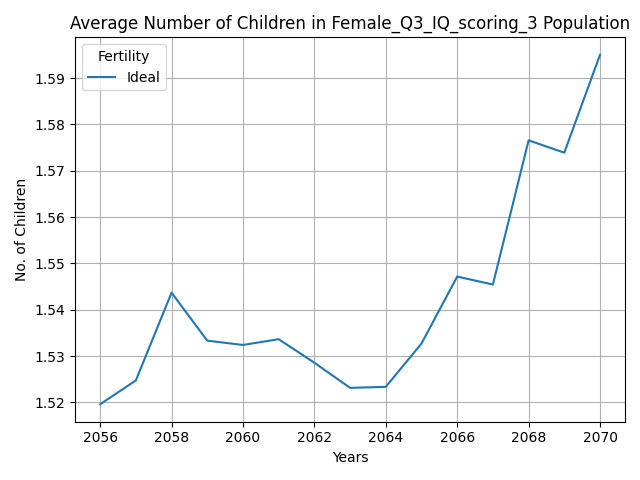 Average Number of Children in Female_Q3_IQ_scoring_3 Population
Fertility
Ideal
No. of Children
1.59
1.58
1.57
1.56
1.55
1.54
1.53
1.52
2056 2058 2060 2062 2064 2066 2068 2070
Years